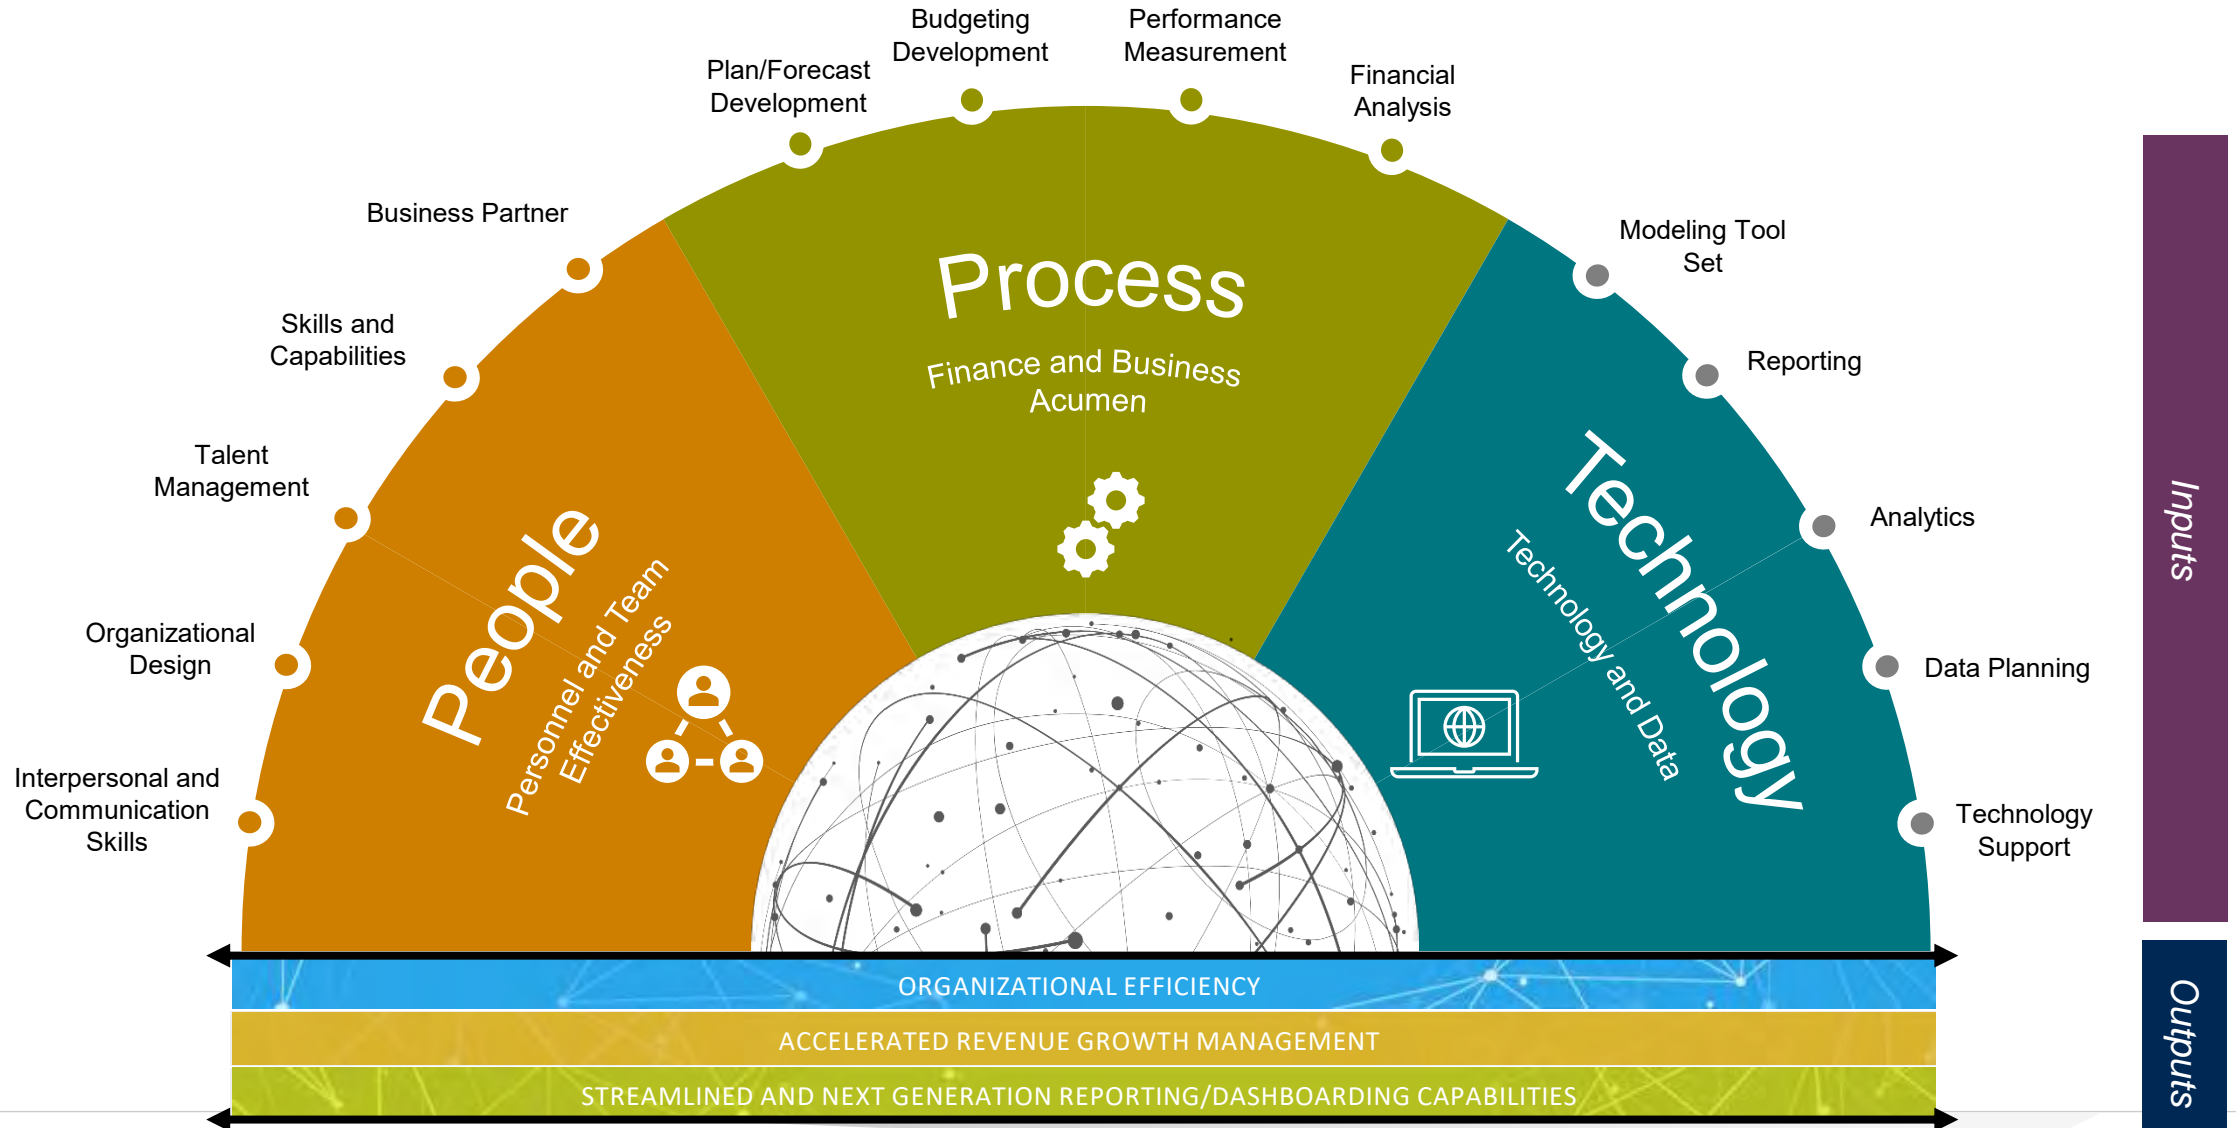 Budgeting
Development
Performance
Measurement
Plan/Forecast
Development
Financial
Analysis
Business Partner
Modeling Tool
Set
Skills and
Capabilities
Reporting
Talent
Management
Analytics
Organizational
Design
Data Planning
Interpersonal and
Communication
Skills
Technology
Support
People
Personnel and Team
Effectiveness
Process
Finance and Business
Acumen
Technology
Technology and Data
Inputs
ORGANIZATIONAL EFFICIENCY
ACCELERATED REVENUE GROWTH MANAGEMENT
STREAMLINED AND NEXT GENERATION REPORTING/DASHBOARDING CAPABILITIES
Outputs